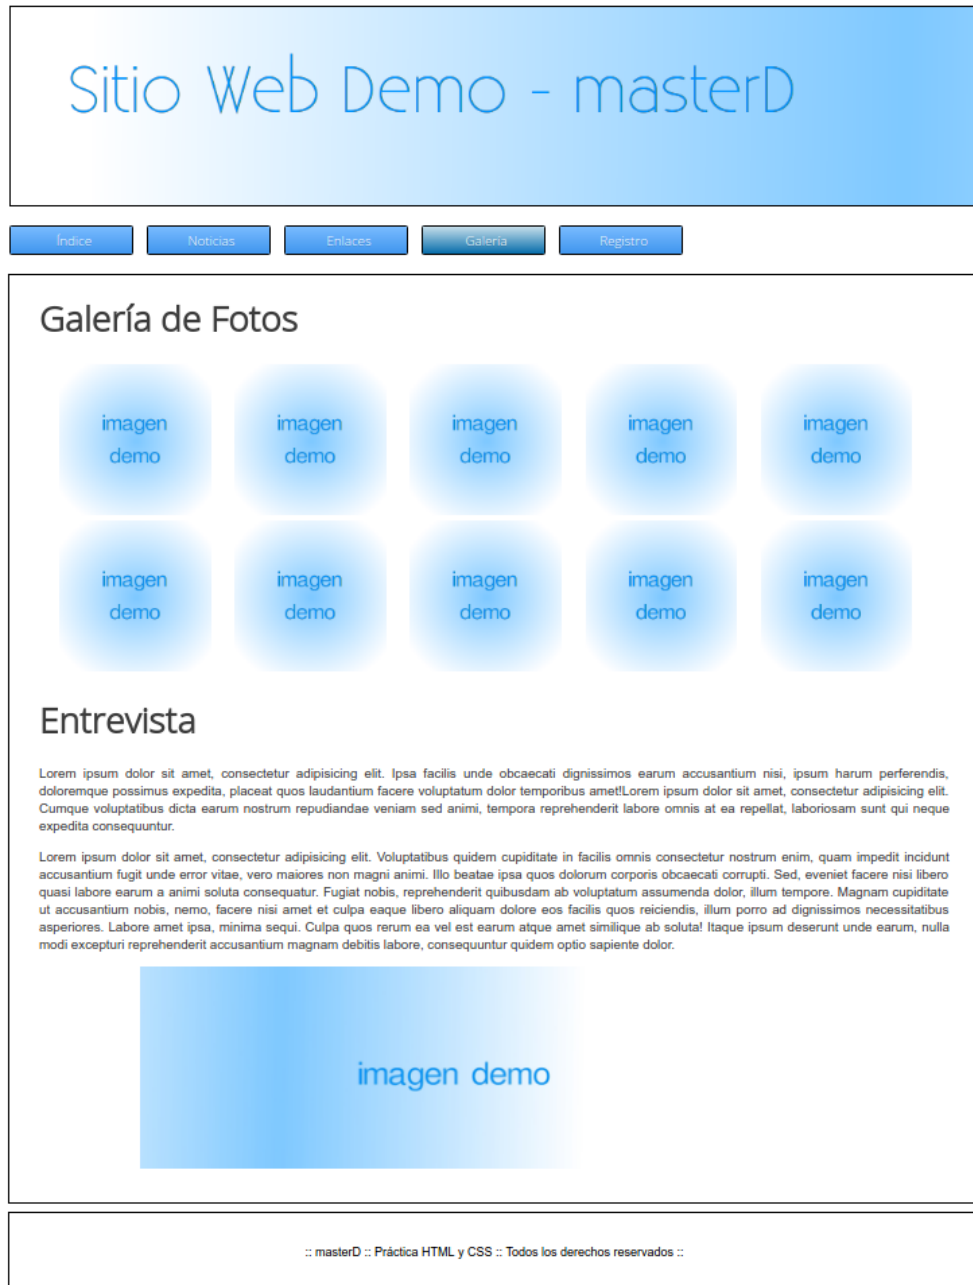 Sitio Web Demo - masterD
Índice Noticias Enlaces Galería Registro
Galería de Fotos
imagen imagen imagen imagen imagen
demo demo demo demo demo
imagen imagen imagen imagen imagen
demo demo demo demo demo
Entrevista
Lorem ipsum dolor sit amet, consectetur adipisicing elit. Ipsa facilis unde obcaecati dignissimos earum accusantium nisi, ipsum harum perferendis,
doloremque possimus expedita, placeat quos laudantium facere voluptatum dolor temporibus amet!Lorem ipsum dolor sit amet, consectetur adipisicing elit.
Cumque voluptatibus dicta earum nostrum repudiandae veniam sed animi, tempora reprehenderit labore omnis at ea repellat, laboriosam sunt qui neque
expedita consequuntur.
Lorem ipsum dolor sit amet, consectetur adipisicing elit. Voluptatibus quidem cupiditate in facilis omnis consectetur nostrum enim, quam impedit incidunt
accusantium fugit unde error vitae, vero maiores non magni animi. Illo beatae ipsa quos dolorum corporis obcaecati corrupti. Sed, eveniet facere nisi libero
quasi labore earum a animi soluta consequatur. Fugiat nobis, reprehenderit quibusdam ab voluptatum assumenda dolor, illum tempore. Magnam cupiditate
ut accusantium nobis, nemo, facere nisi amet et culpa eaque libero aliquam dolore eos facilis quos reiciendis, illum porro ad dignissimos necessitatibus
asperiores. Labore amet ipsa, minima sequi. Culpa quos rerum ea vel est earum atque amet similique ab soluta! Itaque ipsum deserunt unde earum, nulla
modi excepturi reprehenderit accusantium magnam debitis labore, consequuntur quidem optio sapiente dolor.
imagen demo
:: masterD :: Práctica HTML y CSS :: Todos los derechos reservados ::